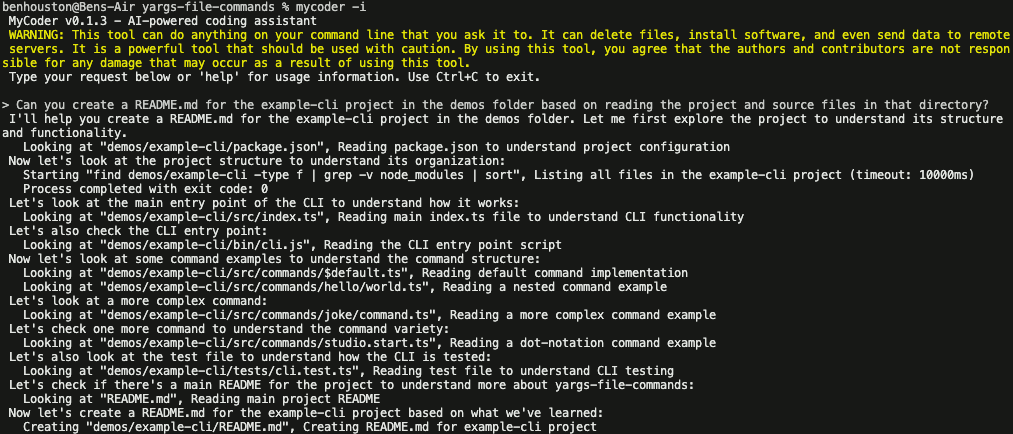 benhouston@Bens-Air yargs-file-commands % mycoder -i
MyCoder v0.1.3 - AI-powered coding assistant
WARNING: This tool can do anything on your command line that you ask it to. It can delete files, install software, and even send data to remote
servers. It is a powerful tool that should be used with caution. By using this tool, you agree that the authors and contributors are not respon
sible for any damage that may occur as a result of using this tool.
Type your request below or 'help' for usage information. Use Ctrl+C to exit.
> Can you create a README.md for the example-cli project in the demos folder based on reading the project and source files in that directory?
I'll help you create a README.md for the example-cli project in the demos folder. Let me first explore the project to understand its structure
and functionality.
Looking at "demos/example-cli/package.json", Reading package.json to understand project configuration
Now let's look at the project structure to understand its organization:
Starting "find demos/example-cli -type f | grep -v node_modules | sort", Listing all files in the example-cli project (timeout: 10000ms)
Process completed with exit code: 0
Let's look at the main entry point of the CLI to understand how it works:
Looking at "demos/example-cli/src/index.ts", Reading main index.ts file to understand CLI functionality
Let's also check the CLI entry point:
Looking at "demos/example-cli/bin/cli.js", Reading the CLI entry point script
Now let's look at some command examples to understand the command structure:
Looking at "demos/example-cli/src/commands/$default.ts", Reading default command implementation
Looking at "demos/example-cli/src/commands/hello/world.ts", Reading a nested command example
Let's look at a more complex command:
Looking at "demos/example-cli/src/commands/joke/command.ts", Reading a more complex command example
Let's check one more command to understand the command variety:
Looking at "demos/example-cli/src/commands/studio.start.ts", Reading a dot-notation command example
Let's also look at the test file to understand how the CLI is tested:
Looking at "demos/example-cli/tests/cli.test.ts", Reading test file to understand CLI testing
Let's check if there's a main README for the project to understand more about yargs-file-commands:
Looking at "README.md", Reading main project README
Now let's create a README.md for the example-cli project based on what we've learned:
Creating "demos/example-cli/README.md", Creating README.md for example-cli project